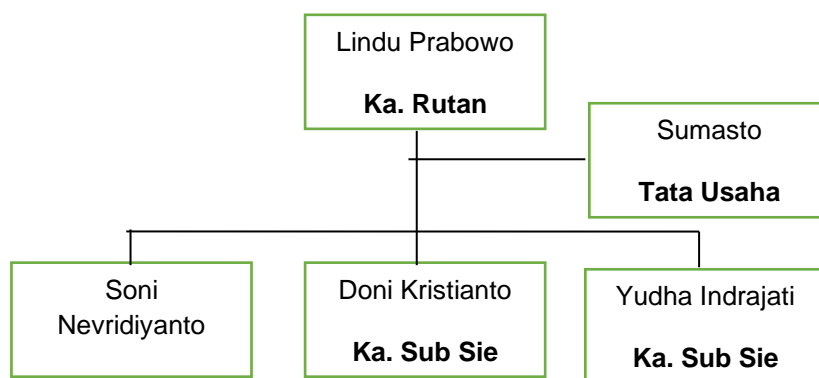 Lindu Prabowo
Ka. Rutan
Sumasto
Tata Usaha
Soni
Nevridiyanto
Doni Kristianto
Ka. Sub Sie
Yudha Indrajati
Ka. Sub Sie